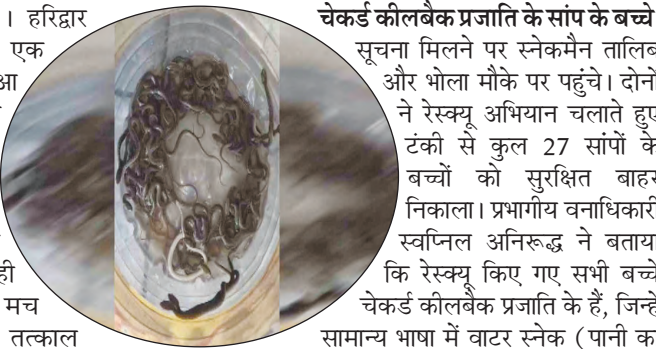 । हरिद्वार
एक
मच
तत्काल
चेकर्ड कीलबैक प्रजाति के सांप के बच्चे
सूचना मिलने पर स्नेकमैन तालिब
और भोला मौके पर पहुंचे। दोनों
ने रेस्क्यू अभियान चलाते हुए
टंकी से कुल 27 सांपों के
बच्चों को सुरक्षित बाहर
निकाला। प्रभागीय वनाधिकारी
स्वप्निल अनिरूद्ध ने बताया
कि रेस्क्यू किए गए सभी बच्चे
चेकर्ड कीलबैक प्रजाति के हैं, जिन्हें
सामान्य भाषा में वाटर स्नेक (पानी का